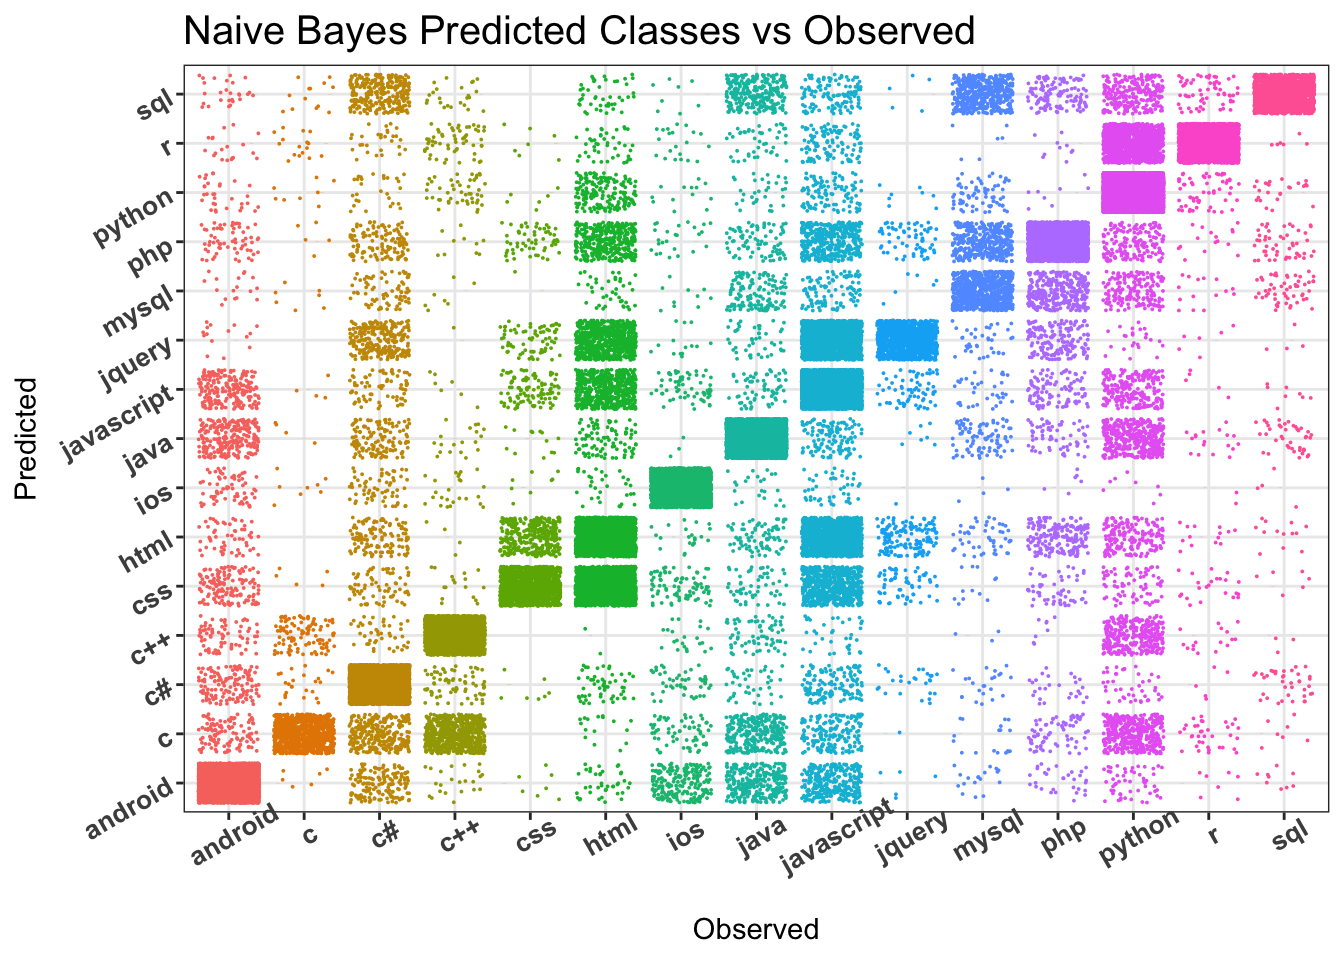 Naive Bayes Predicted Classes vs Observed
Predicted
sql
r
python
php
mysql
jquery
javascript
java
ios
html
css
c++
c#
c
android
android c c# c++ css html ios java javascript jquery mysql php python r sql
Observed